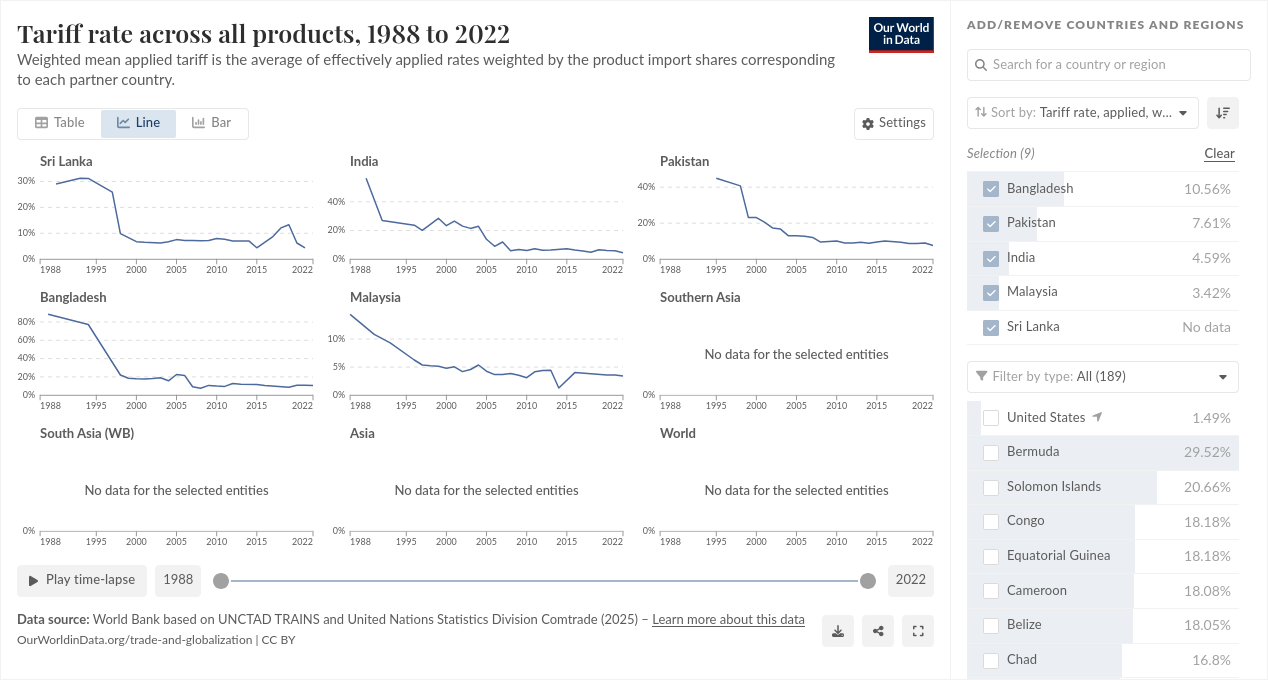 Tariff rate across all products, 1988 to 2022
Weighted mean applied tariff is the average of effectively applied rates weighted by the product import shares corresponding
to each partner country.
Our World
in Data
Table
Line
Bar
Settings
Sri Lanka
30%
20%
10%
0%
1988 1995 2000 2005 2010 2015 2022
India
40%
20%
0%
1988 1995 2000 2005 2010 2015 2022
Pakistan
40%
20%
0%
1988 1995 2000 2005 2010 2015 2022
Bangladesh
80%
60%
40%
20%
0%
1988 1995 2000 2005 2010 2015 2022
Malaysia
10%
5%
0%
1988 1995 2000 2005 2010 2015 2022
Southern Asia
No data for the selected entities
0%
1988 1995 2000 2005 2010 2015 2022
South Asia (WB)
No data for the selected entities
0%
1988 1995 2000 2005 2010 2015 2022
Asia
No data for the selected entities
0%
1988 1995 2000 2005 2010 2015 2022
World
No data for the selected entities
0%
1988 1995 2000 2005 2010 2015 2022
Play time-lapse
1988
2022
Data source: World Bank based on UNCTAD TRAINS and United Nations Statistics Division Comtrade (2025) – Learn more about this data
OurWorldinData.org/trade-and-globalization | CC BY
ADD/REMOVE COUNTRIES AND REGIONS
Search for a country or region
Sort by: Tariff rate, applied, w...
Selection (9)
Clear
Bangladesh 10.56%
Pakistan 7.61%
India 4.59%
Malaysia 3.42%
Sri Lanka No data
Filter by type: All (189)
United States 1.49%
Bermuda 29.52%
Solomon Islands 20.66%
Congo 18.18%
Equatorial Guinea 18.18%
Cameroon 18.08%
Belize 18.05%
Chad 16.8%